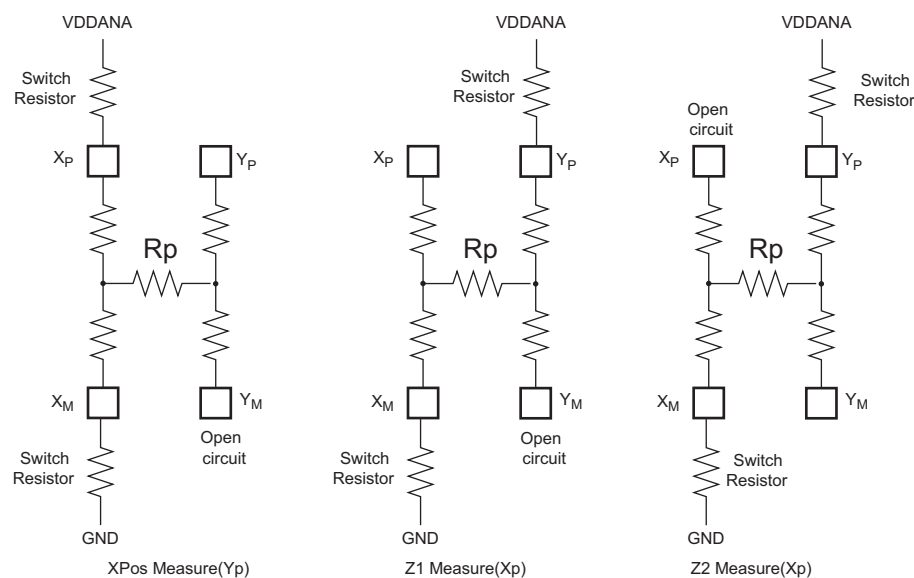 VDDANA
Switch
Resistor
XP
YP
Rp
XM
YM
Open
circuit
Switch
Resistor
GND
XPos Measure(Yp)
VDDANA
Switch
Resistor
XP
YP
Rp
XM
YM
Open
circuit
Switch
Resistor
GND
Z1 Measure(Xp)
VDDANA
Switch
Resistor
Open
circuit
XP
YP
Rp
XM
YM
Switch
Resistor
GND
Z2 Measure(Xp)